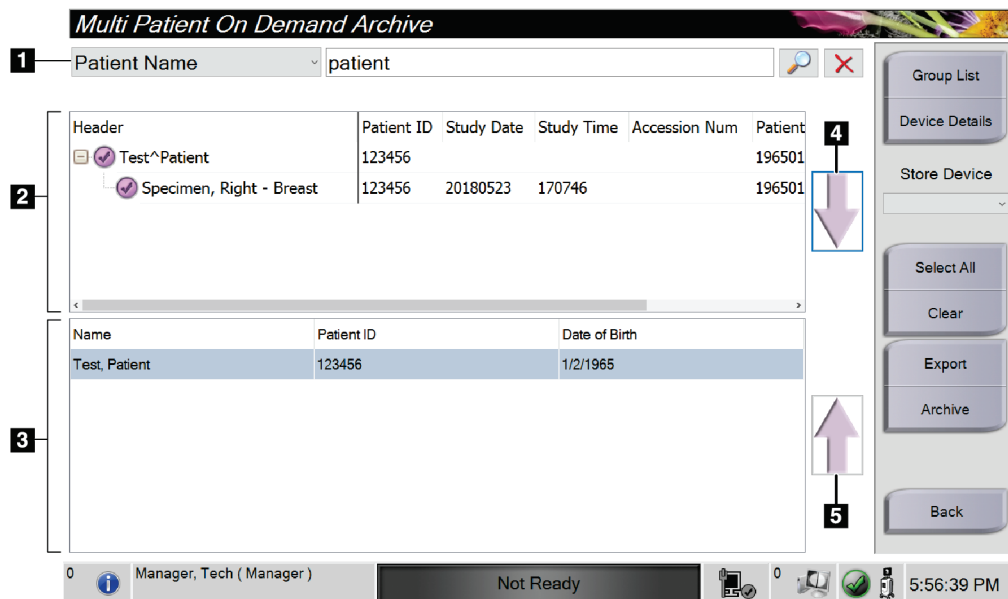 Multi Patient On Demand Archive
1
Patient Name
patient
Group List
Device Details
Store Device
Select All
Clear
Export
Archive
Back
2
Header Patient ID Study Date Study Time Accession Num Patient
Test^Patient 123456 196501
Specimen, Right - Breast 123456 20180523 170746 196501
4
3
Name Patient ID Date of Birth
Test, Patient 123456 1/2/1965
5
0 Manager, Tech ( Manager ) Not Ready 0 5:56:39 PM